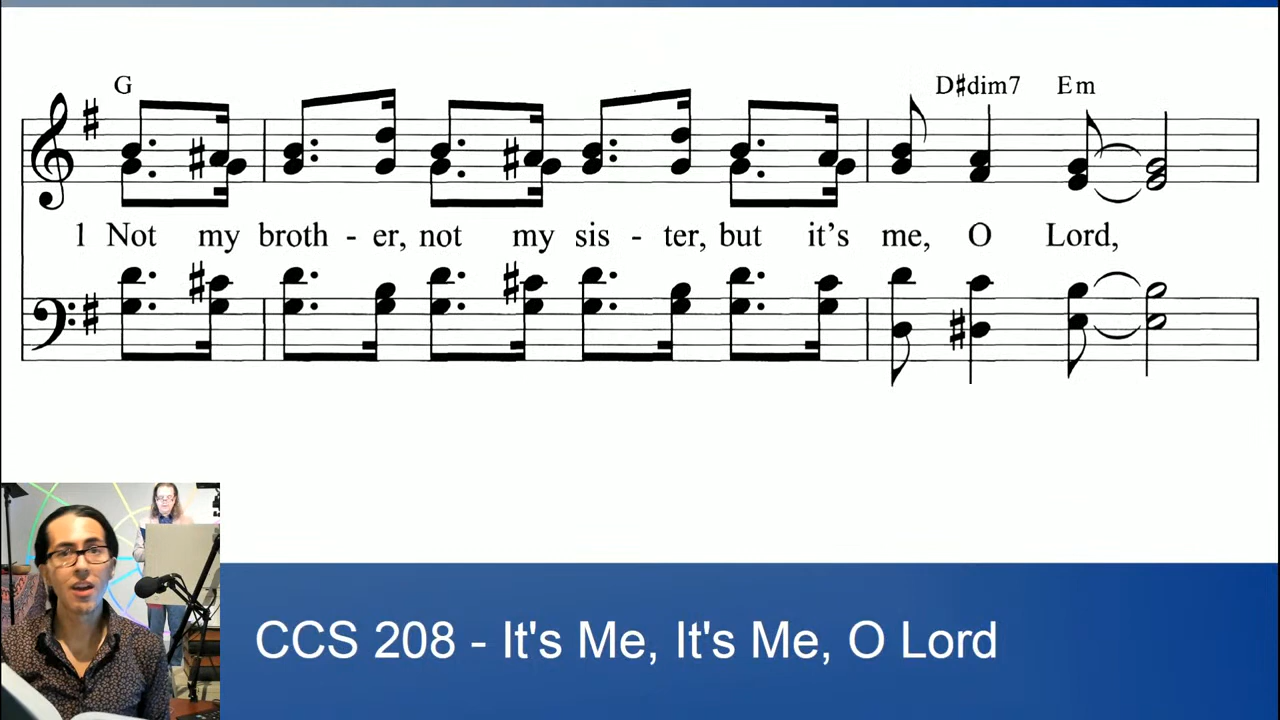 G D♯dim7 Em
1 Not my broth - er, not my sis - ter, but it's me, O Lord,
CCS 208 - It's Me, It's Me, O Lord